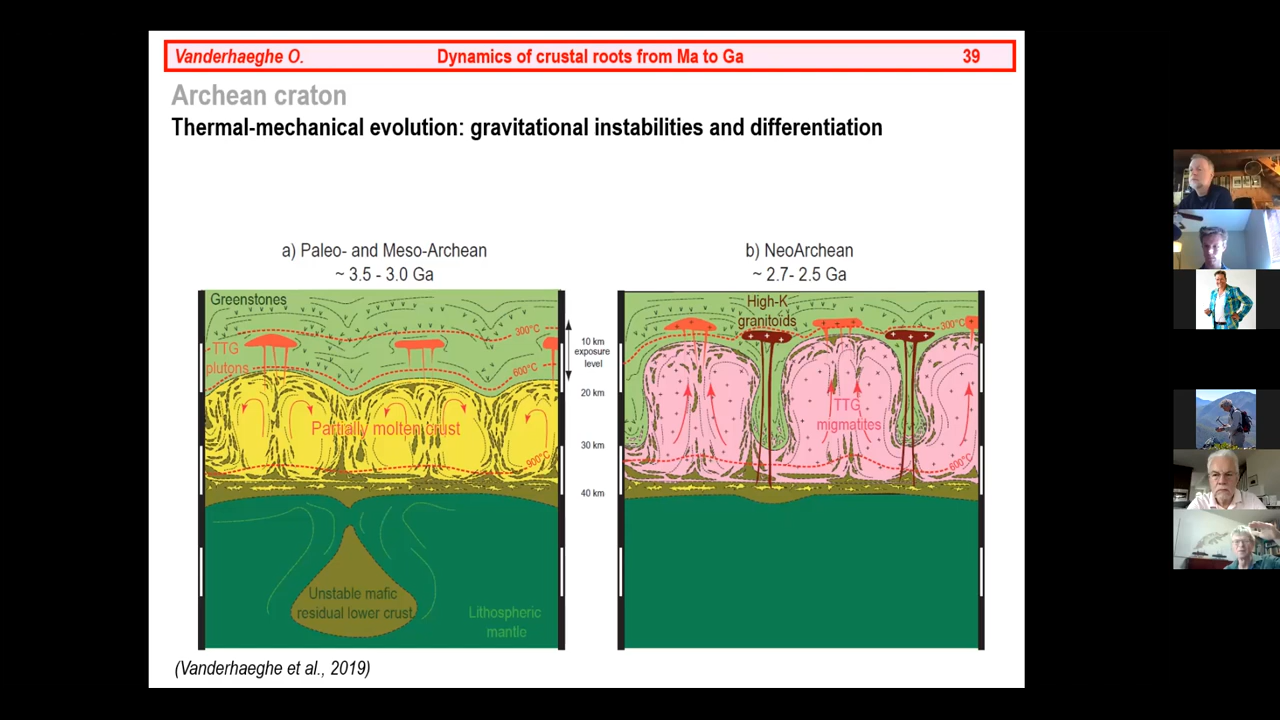 Vanderhaeghe O. Dynamics of crustal roots from Ma to Ga 39
Archean craton
Thermal-mechanical evolution: gravitational instabilities and differentiation
a) Paleo- and Meso-Archean
~ 3.5 - 3.0 Ga
b) NeoArchean
~ 2.7- 2.5 Ga
Greenstones
300°C
TTG
plutons
600°C
Partially molten crust
900°C
Unstable mafic
residual lower crust
Lithospheric
mantle
10 km
exposure
level
20 km
30 km
40 km
High-K
granitoids
300°C
TTG
migmatites
600°C
(Vanderhaeghe et al., 2019)